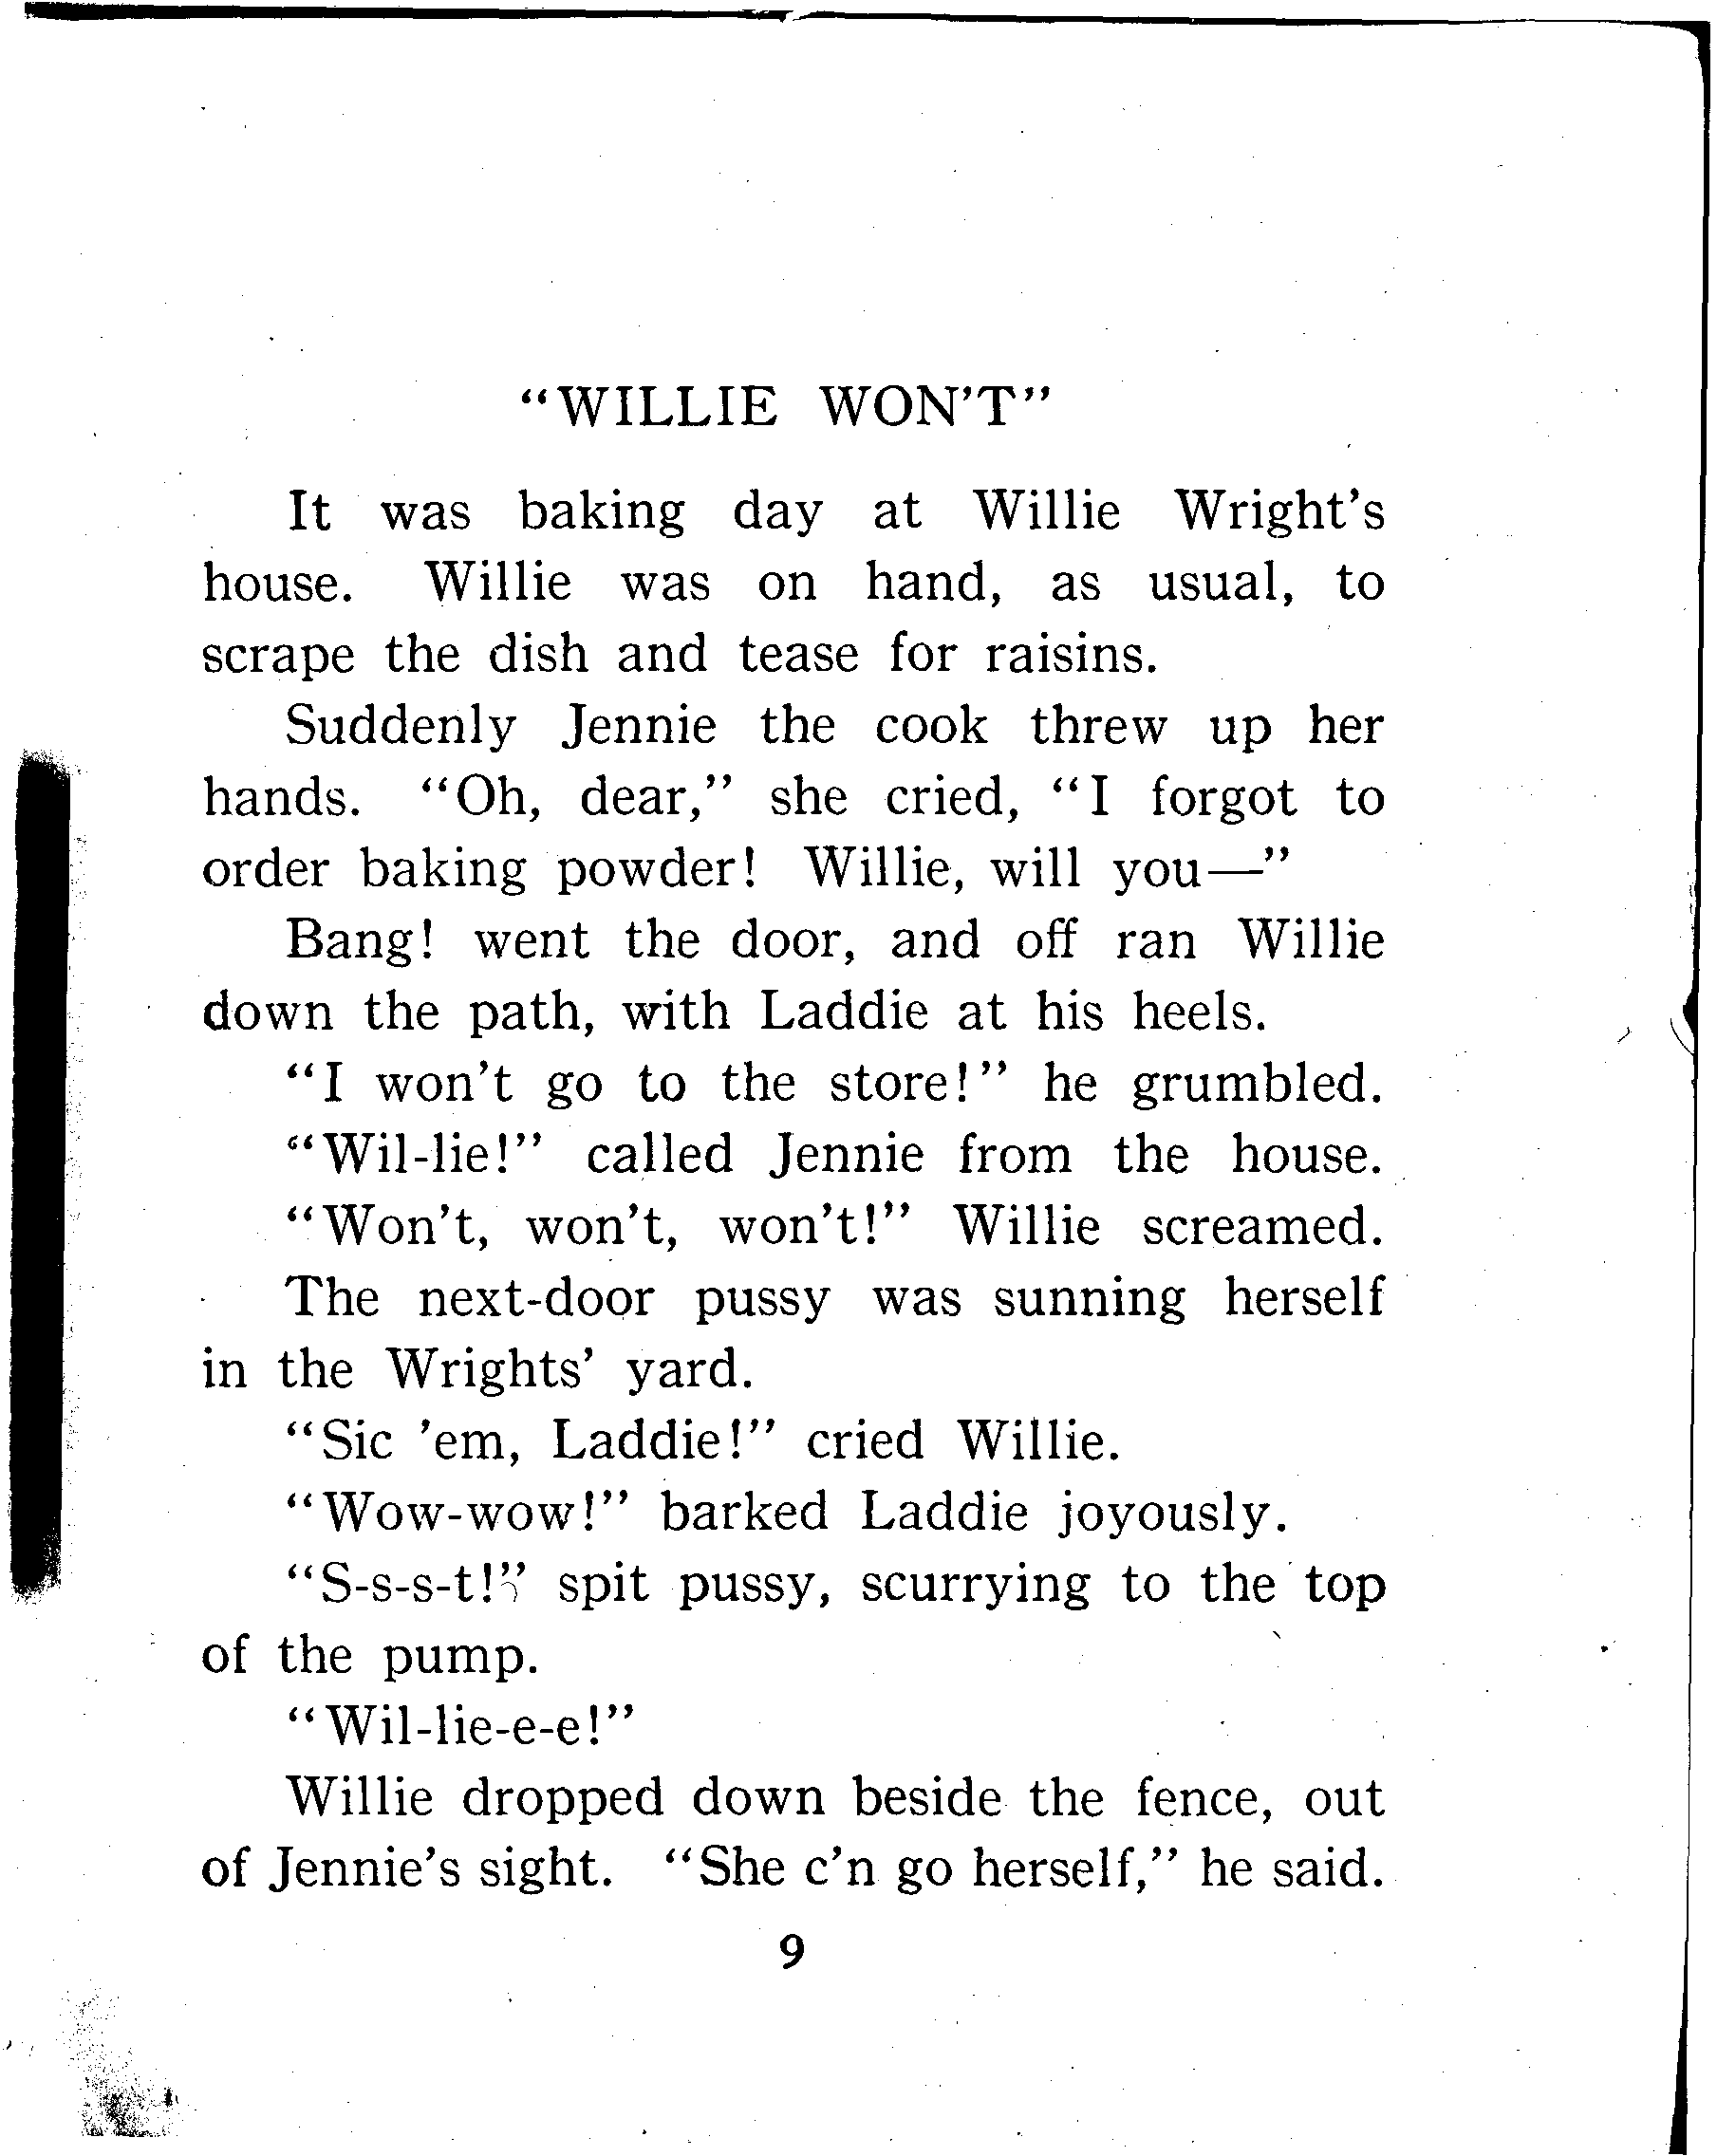 “WILLIE WON’T”
It was baking day at Willie Wright’s
house. Willie was on hand, as usual, to
scrape the dish and tease for raisins.
Suddenly Jennie the cook threw up her
hands. “Oh, dear,” she cried, “I forgot to
order baking powder! Willie, will you—”
Bang! went the door, and off ran Willie
down the path, with Laddie at his heels.
“I won’t go to the store!” he grumbled.
“Wil-lie!” called Jennie from the house.
“Won’t, won’t, won’t!” Willie screamed.
The next-door pussy was sunning herself
in the Wrights’ yard.
“Sic ’em, Laddie!” cried Willie.
“Wow-wow!” barked Laddie joyously.
“S-s-s-t!” spit pussy, scurrying to the top
of the pump.
“Wil-lie-e-e!”
Willie dropped down beside the fence, out
of Jennie’s sight. “She c’n go herself,” he said.
9